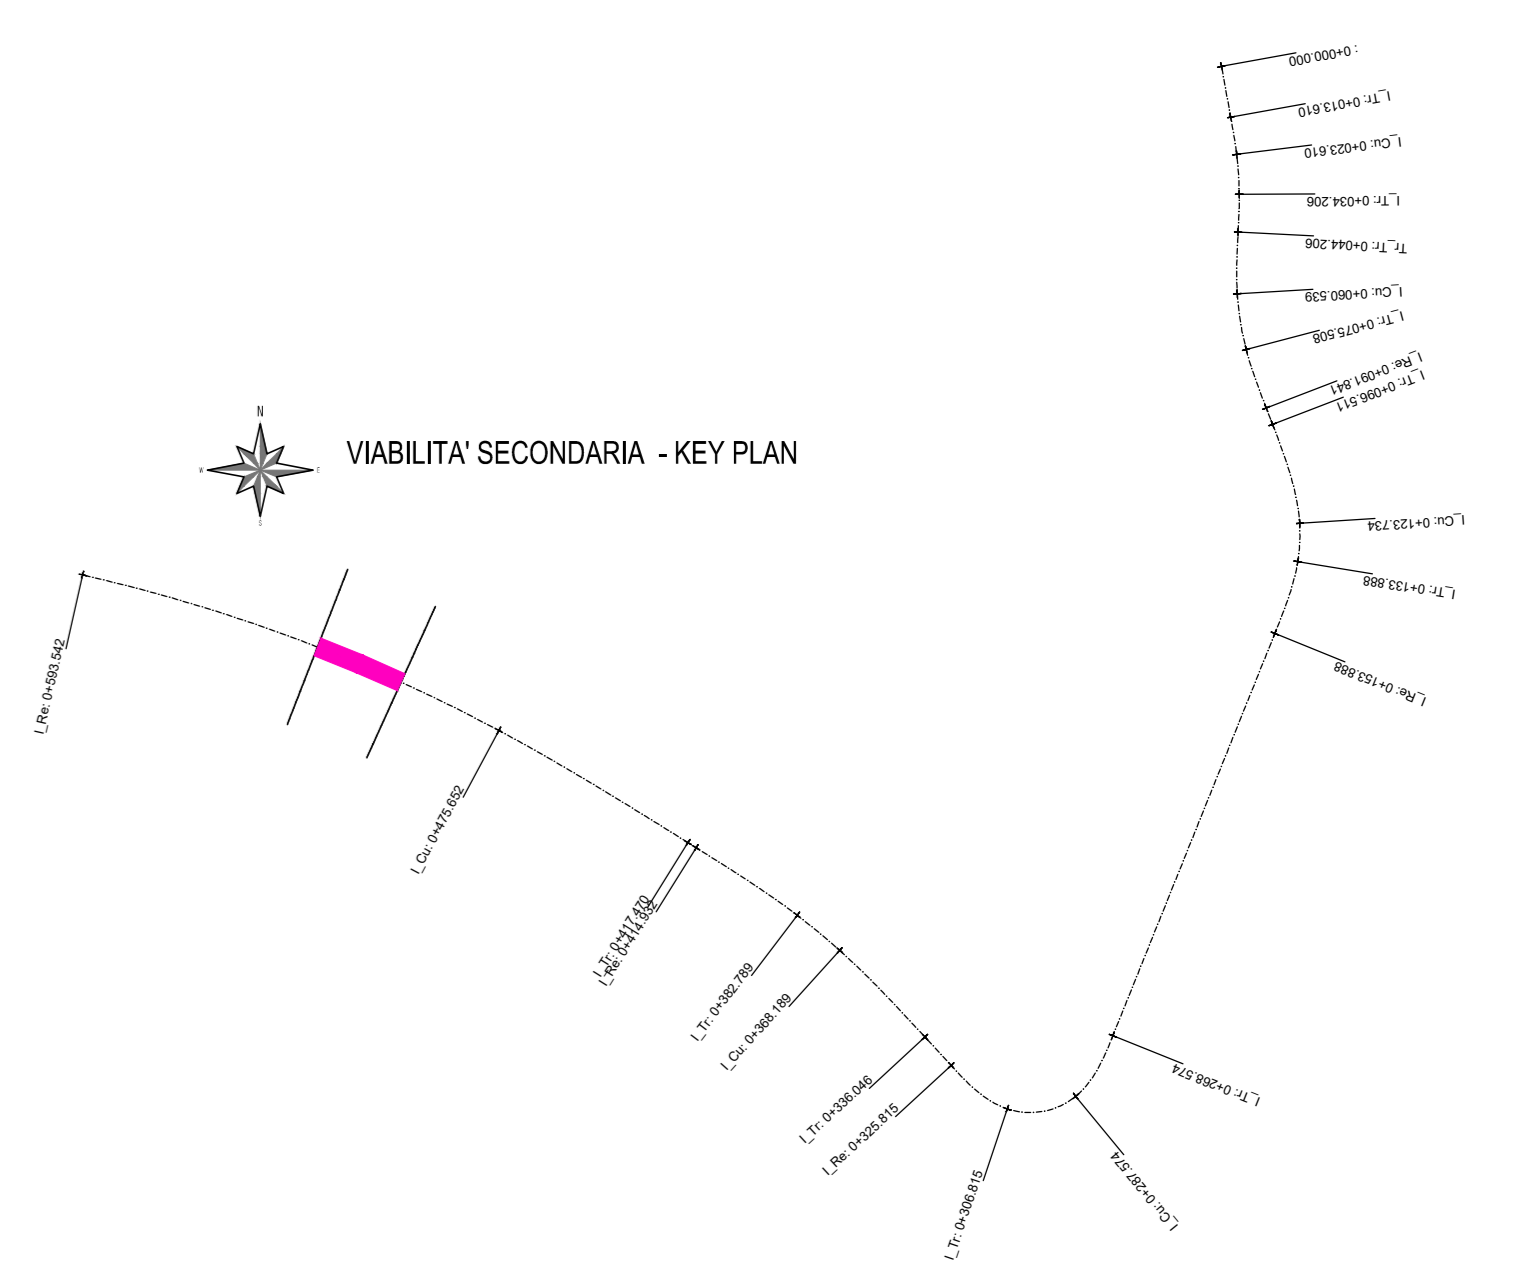 : 0+000.000
I_Tr: 0+013.610
I_Cu: 0+023.610
I_Tr: 0+034.206
Tr_Tr: 0+044.206
I_Cu: 0+060.539
I_Tr: 0+075.508
I_Re: 0+091.841
I_Tr: 0+096.511
N
W
E
S
VIABILITA' SECONDARIA - KEY PLAN
I_Cu: 0+123.734
I_Tr: 0+133.888
I_Re: 0+153.888
I_Re: 0+593.542
I_Cu: 0+475.652
I_Tr: 0+417.470
I_Re: 0+414.932
I_Tr: 0+382.789
I_Cu: 0+368.189
I_Tr: 0+336.046
I_Re: 0+325.815
I_Tr: 0+306.815
I_Cu: 0+287.574
I_Tr: 0+268.574